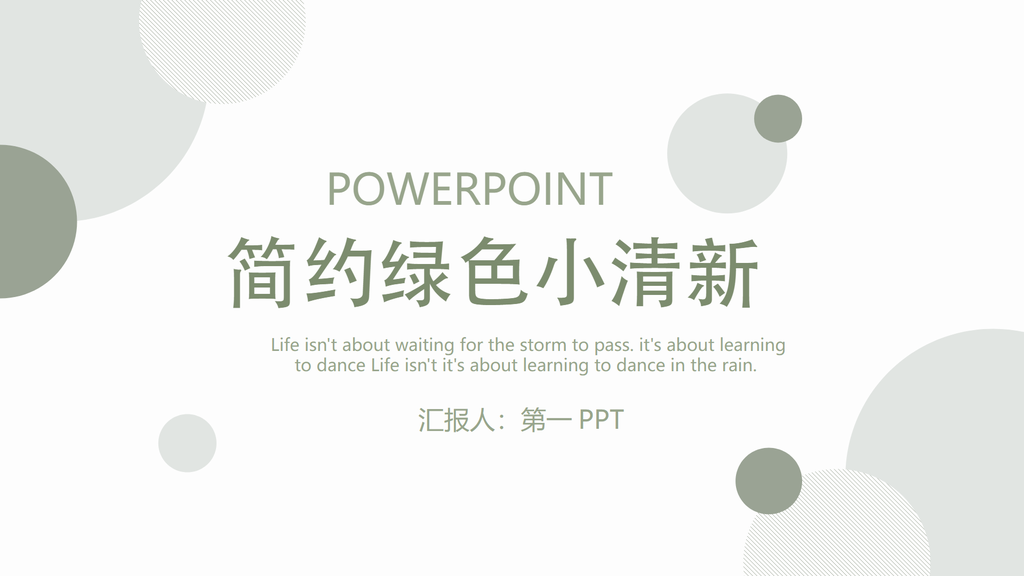 POWERPOINT
简约绿色小清新
Life isn't about waiting for the storm to pass. it's about learning
to dance Life isn't it's about learning to dance in the rain.
汇报人：第一 PPT